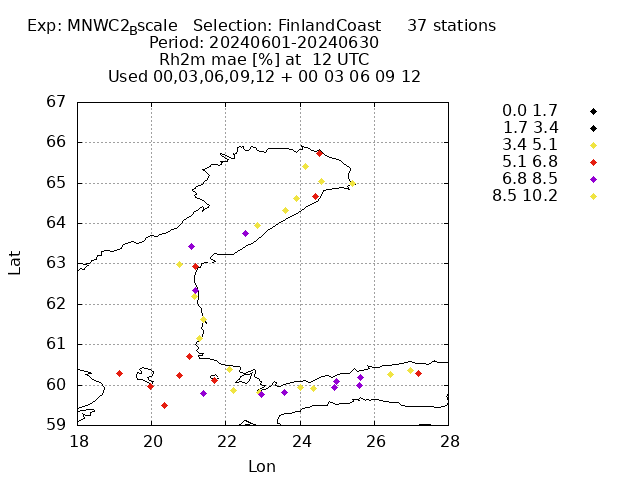 Exp: MNWC2_Bscale   Selection: FinlandCoast     37 stations
Period: 20240601-20240630
Rh2m mae [%] at  12 UTC
Used 00,03,06,09,12 + 00 03 06 09 12
0.0 1.7
1.7 3.4
3.4 5.1
5.1 6.8
6.8 8.5
8.5 10.2
67
66
65
64
63
62
61
60
59
Lat
18 20 22 24 26 28
Lon